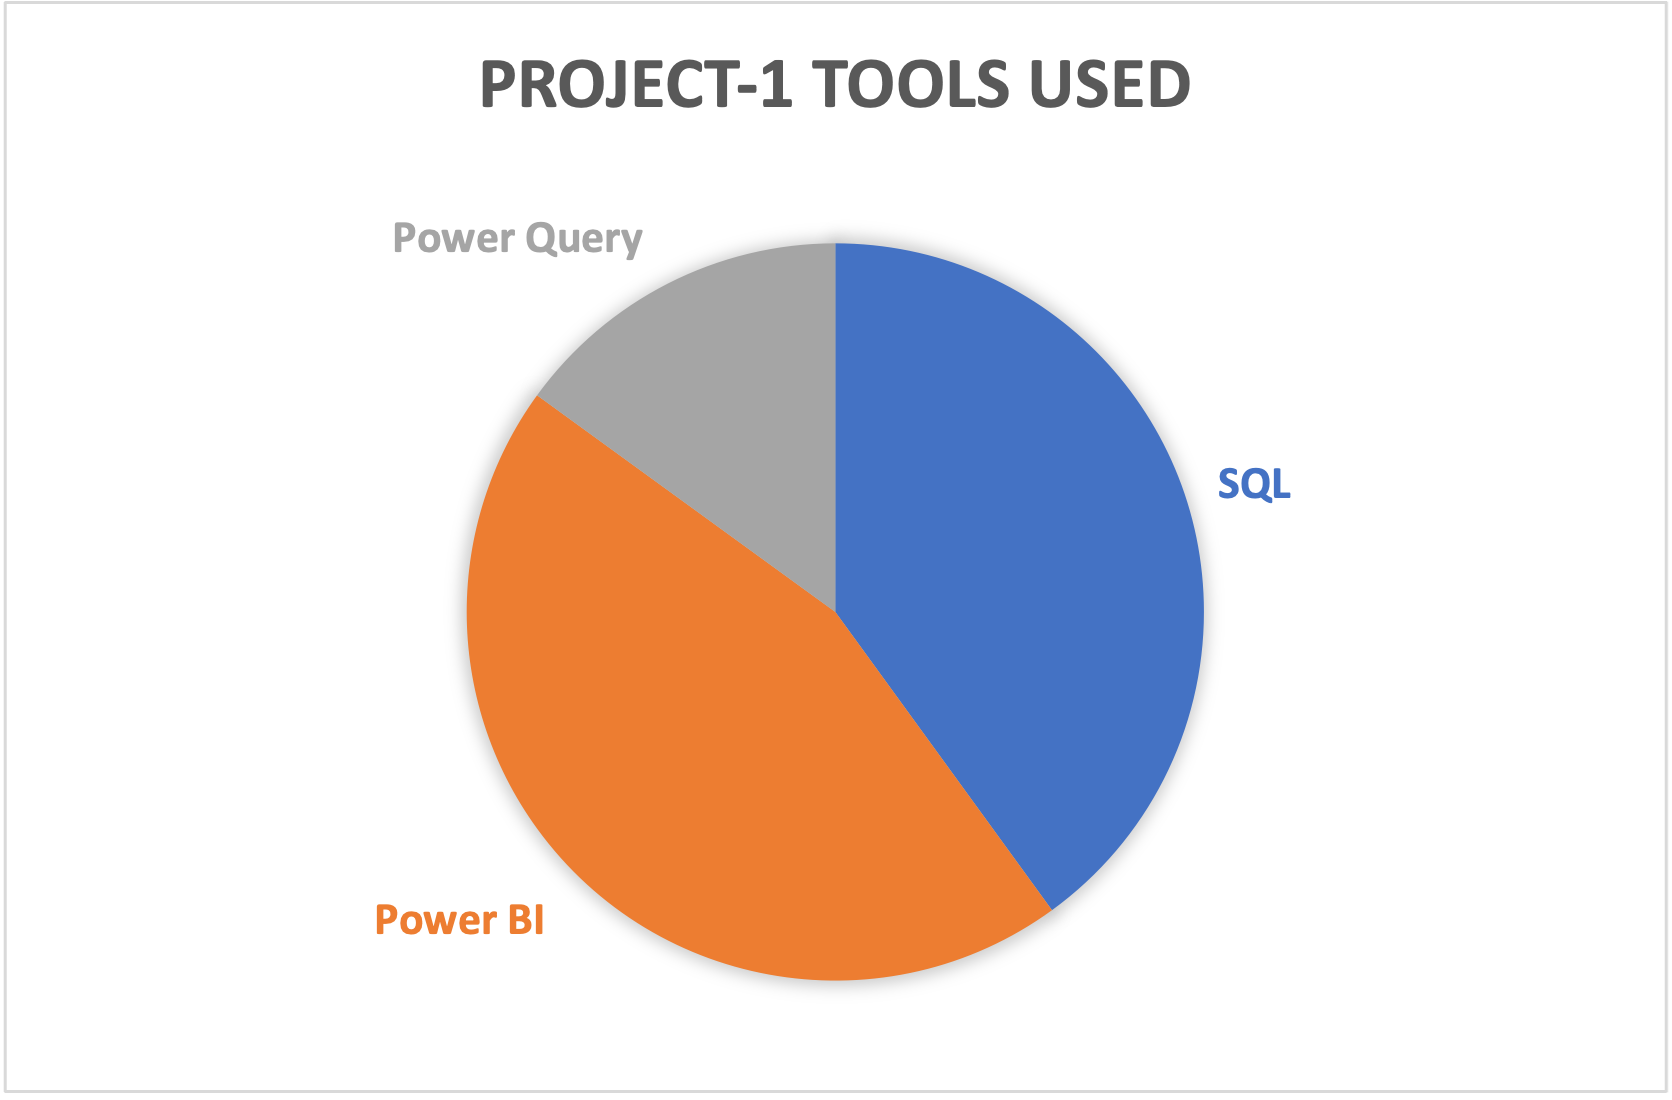 PROJECT-1 TOOLS USED
Power Query
SQL
Power BI